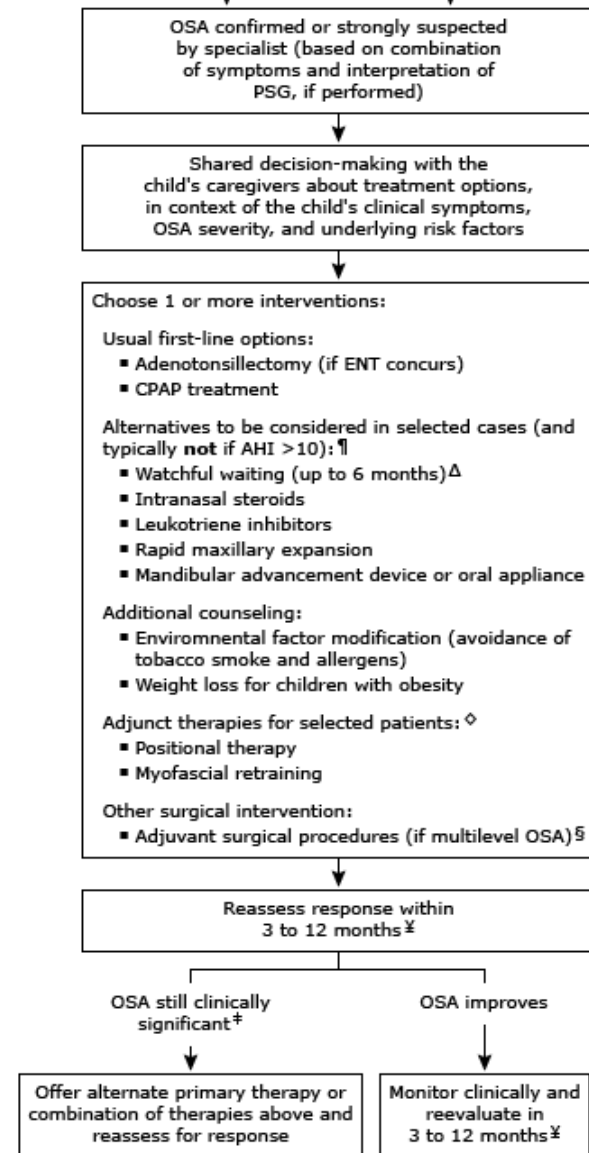 OSA confirmed or strongly suspected
by specialist (based on combination
of symptoms and interpretation of
PSG, if performed)
Shared decision-making with the
child's caregivers about treatment options,
in context of the child's clinical symptoms,
OSA severity, and underlying risk factors
Choose 1 or more interventions:
Usual first-line options:
▪ Adenotonsillectomy (if ENT concurs)
▪ CPAP treatment
Alternatives to be considered in selected cases (and
typically not if AHI >10):¶
▪ Watchful waiting (up to 6 months)Δ
▪ Intranasal steroids
▪ Leukotriene inhibitors
▪ Rapid maxillary expansion
▪ Mandibular advancement device or oral appliance
Additional counseling:
▪ Enviromnental factor modification (avoidance of
tobacco smoke and allergens)
▪ Weight loss for children with obesity
Adjunct therapies for selected patients:◇
▪ Positional therapy
▪ Myofascial retraining
Other surgical intervention:
▪ Adjuvant surgical procedures (if multilevel OSA)§
Reassess response within
3 to 12 months¥
OSA still clinically
significant‡
OSA improves
Offer alternate primary therapy or
combination of therapies above and
reassess for response
Monitor clinically and
reevaluate in
3 to 12 months¥